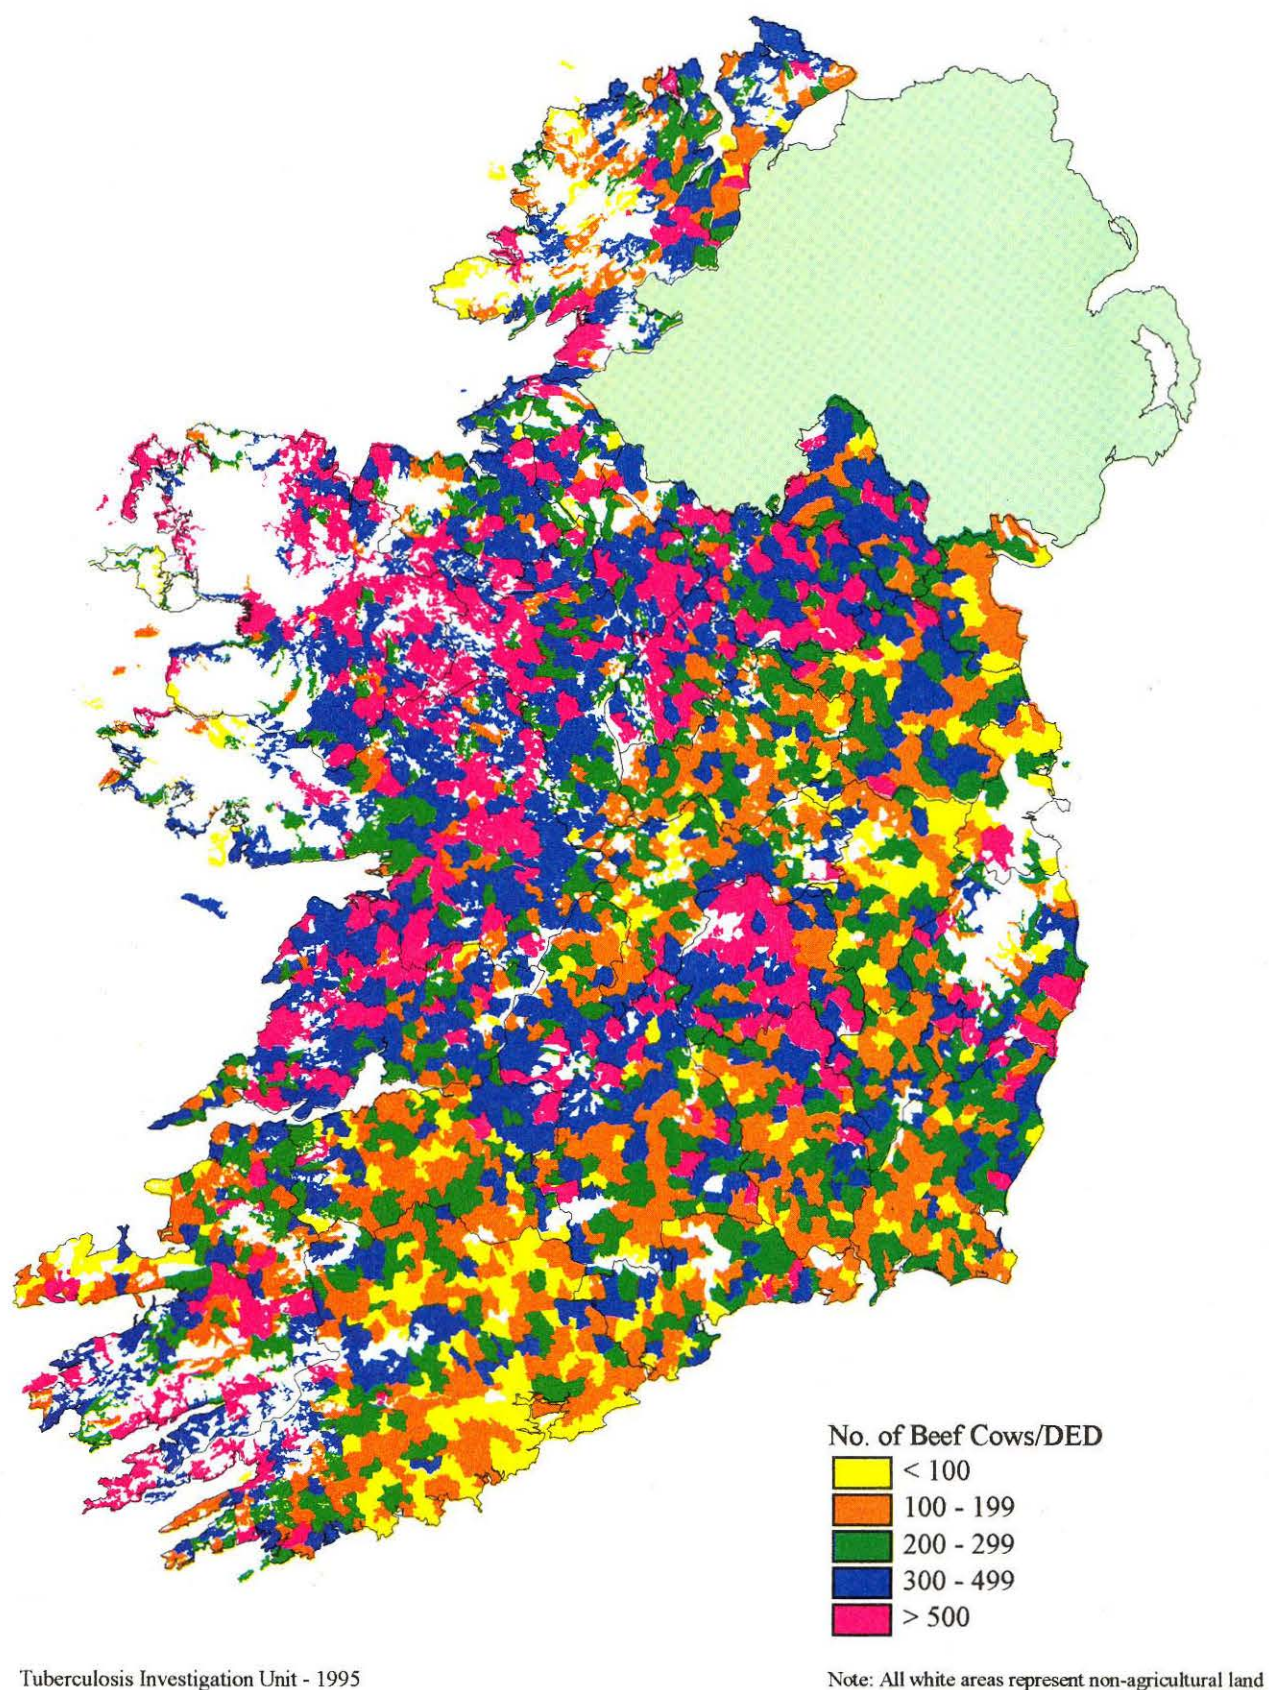 No. of Beef Cows/DED
< 100
100 - 199
200 - 299
300 - 499
> 500
Tuberculosis Investigation Unit - 1995
Note: All white areas represent non-agricultural land